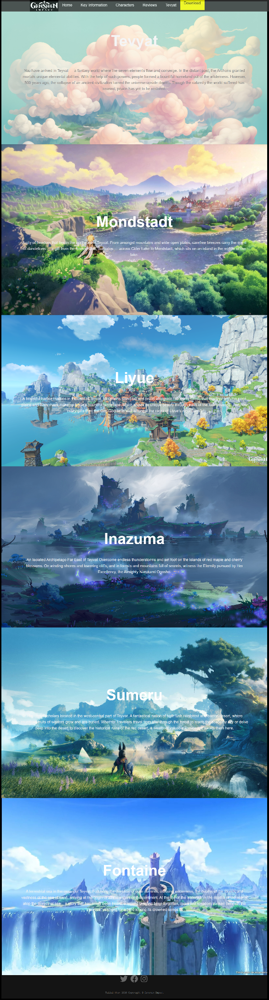 GENSHIN
IMPACT
Home
Key Information
Characters
Reviews
Tevyat
Download
Tevyat
You have arrived in Teyvat — a fantasy world where the seven elements flow and converge. In the distant past, the Archons granted
mortals unique elemental abilities. With the help of such powers, people formed a bountiful homeland out of the wilderness. However,
500 years ago, the collapse of an ancient civilization turned the universe upside down... Though the calamity the world suffered has
ceased, peace has yet to be restored.
Mondstadt
A city of freedom that lies in the northeast of Teyvat. From amongst mountains and wide-open plains, carefree breezes carry the scent
of dandelions — a gift from the Anemo God, Barbatos — across Cider Lake to Mondstadt, which sits on an island in the middle of the
lake.
Liyue
A bountiful harbor that lies in the east of Teyvat. Mountains stand tall and proud alongside the stone forest, that together with the open
plains and lively rivers make up Liyue's bountiful landscape, which shows its unique beauty through each of the four seasons. Just how
many gifts from the Geo God lie in wait amongst the rocks of Liyue's mountains?
GENSHIN
Inazuma
An Isolated Archipelago Far East of Teyvat Overcome endless thunderstorms and set foot on the Islands of red maple and cherry
blossoms. On winding shores and towering cliffs, and in forests and mountains full of secrets, witness the Eternity pursued by Her
Excellency, the Almighty Narukami Ogosho.
Sumeru
scholars located in the west-central part of Teyvat. A fantastical nation of both lush rainforest and barren desert, where
fruits of wisdom grow and are buried. Whether Travelers travel from afar through the forest to reach the academy city or delve
deep into the desert to discover the historical ruins of the red desert, a wealth of valuable knowledge awaits them here.
Fontaine
A terrestrial sea in the center of Teyvat. Following the direction of pure currents, crossing wilderness, the depths of the forests and
vastness of the sea of sand, arriving at the origin of all the waters of the continent. At the top of the waterfall, in the depths of the capital
atop the terrestrial sea... a story that has never been heard, a legend that has been forgotten, like a lost kingdom sunken beneath the
waves, yearning for a bard to sing its drowned songs.
This is under development
Khan 2020 Copyright © Genshin Impact